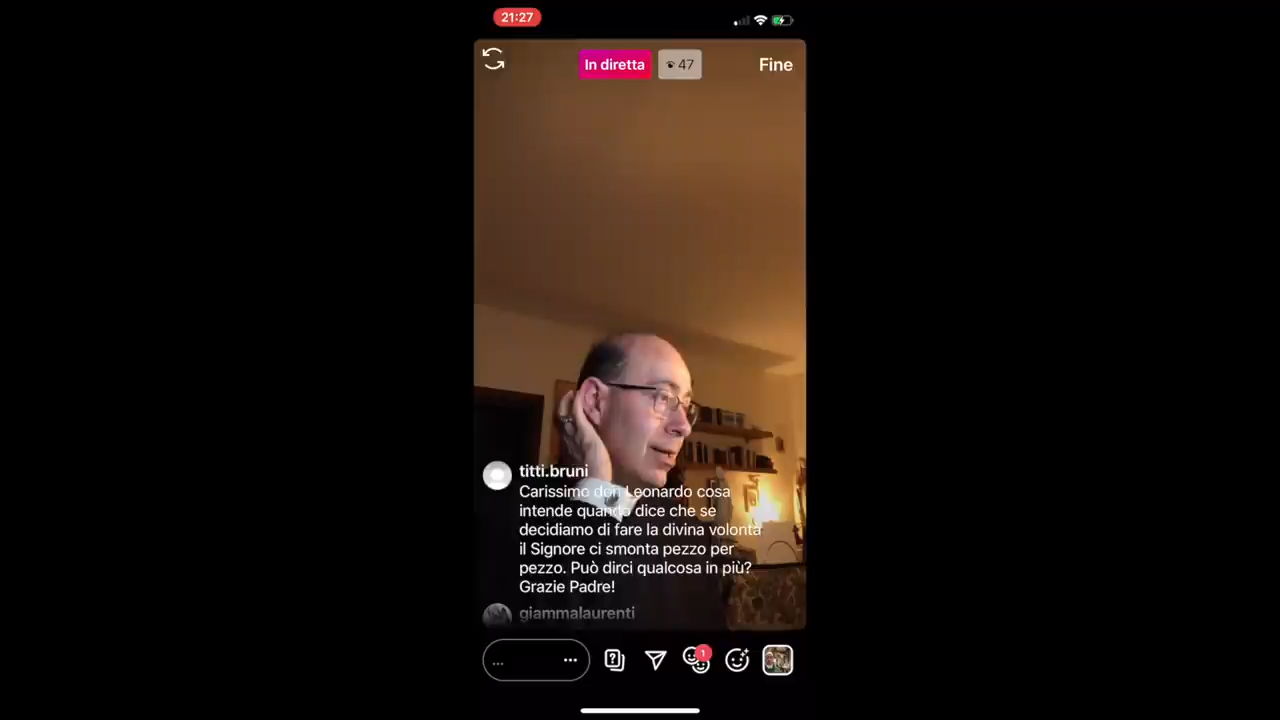 21:27
In diretta
47
Fine
titti.bruni
Carissimo don Leonardo cosa
intende quando dice che se
decidiamo di fare la divina volontà
il Signore ci smonta pezzo per
pezzo. Può dirci qualcosa in più?
Grazie Padre!
giammalaurenti
...
1